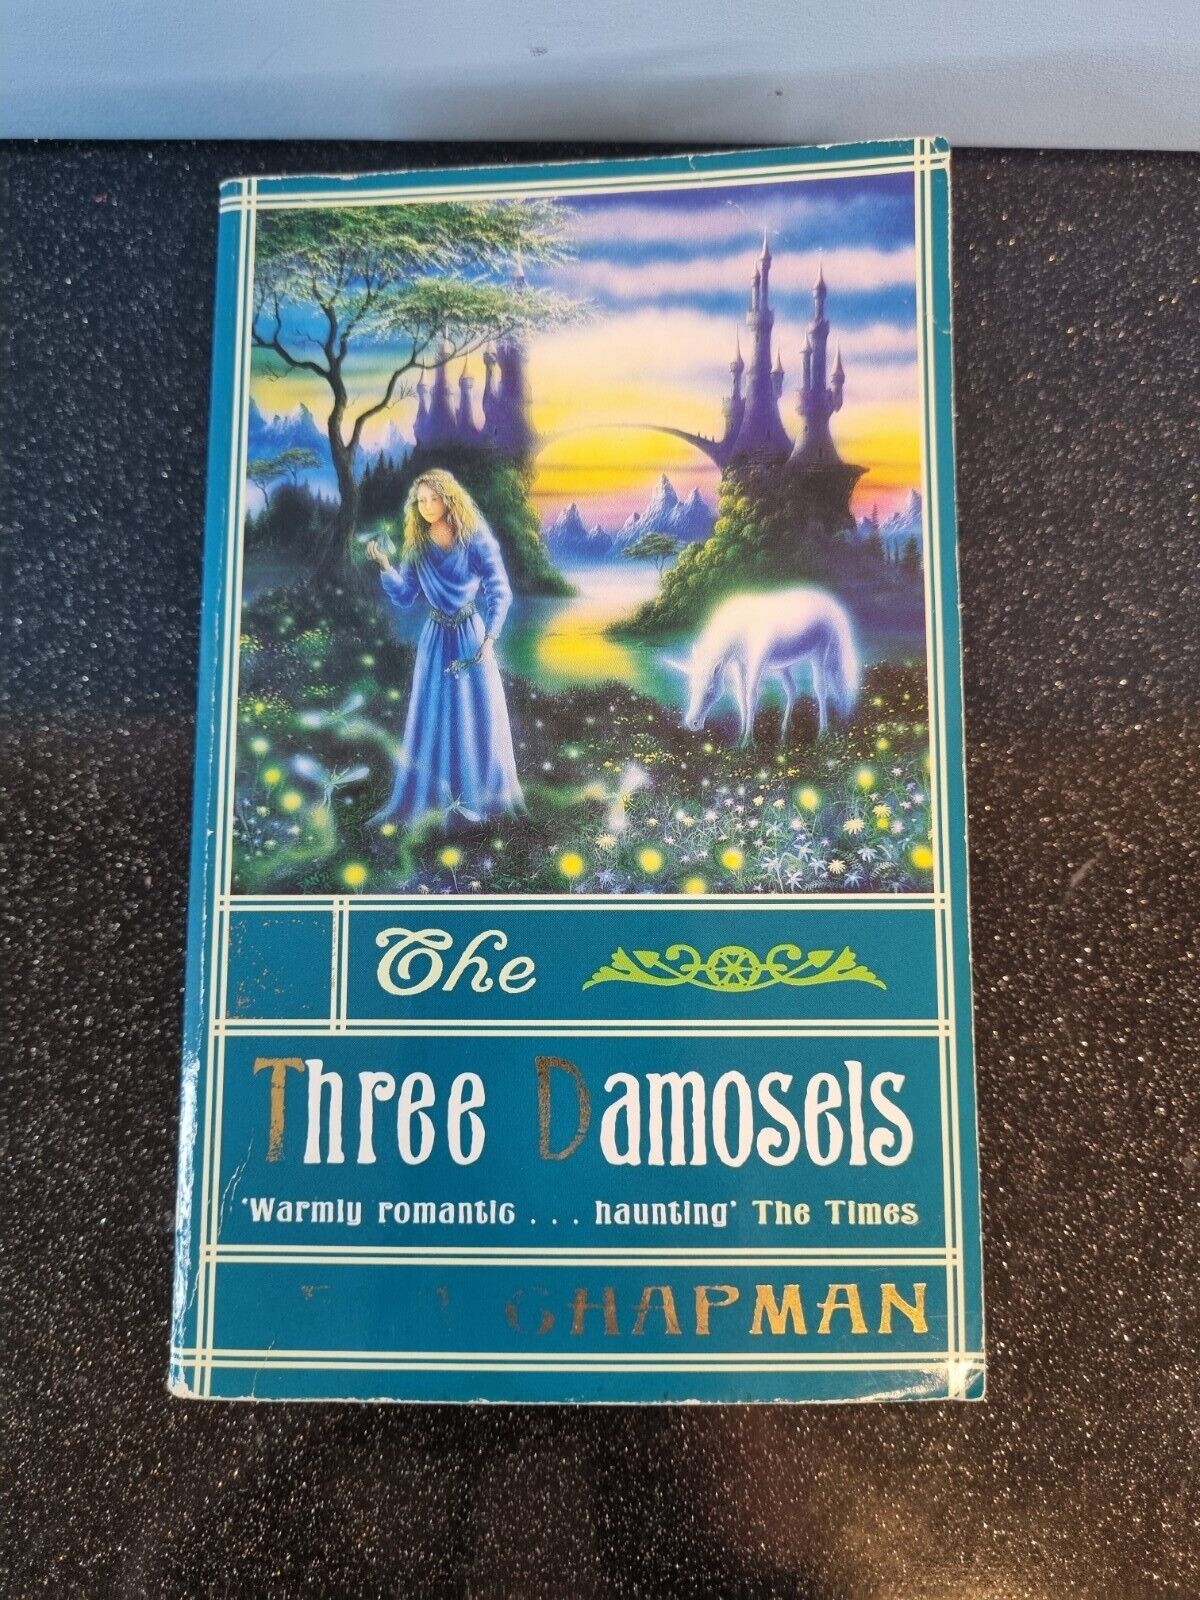 The
Three Damosels
'Warmly romantic . . . haunting' The Times
CHAPMAN